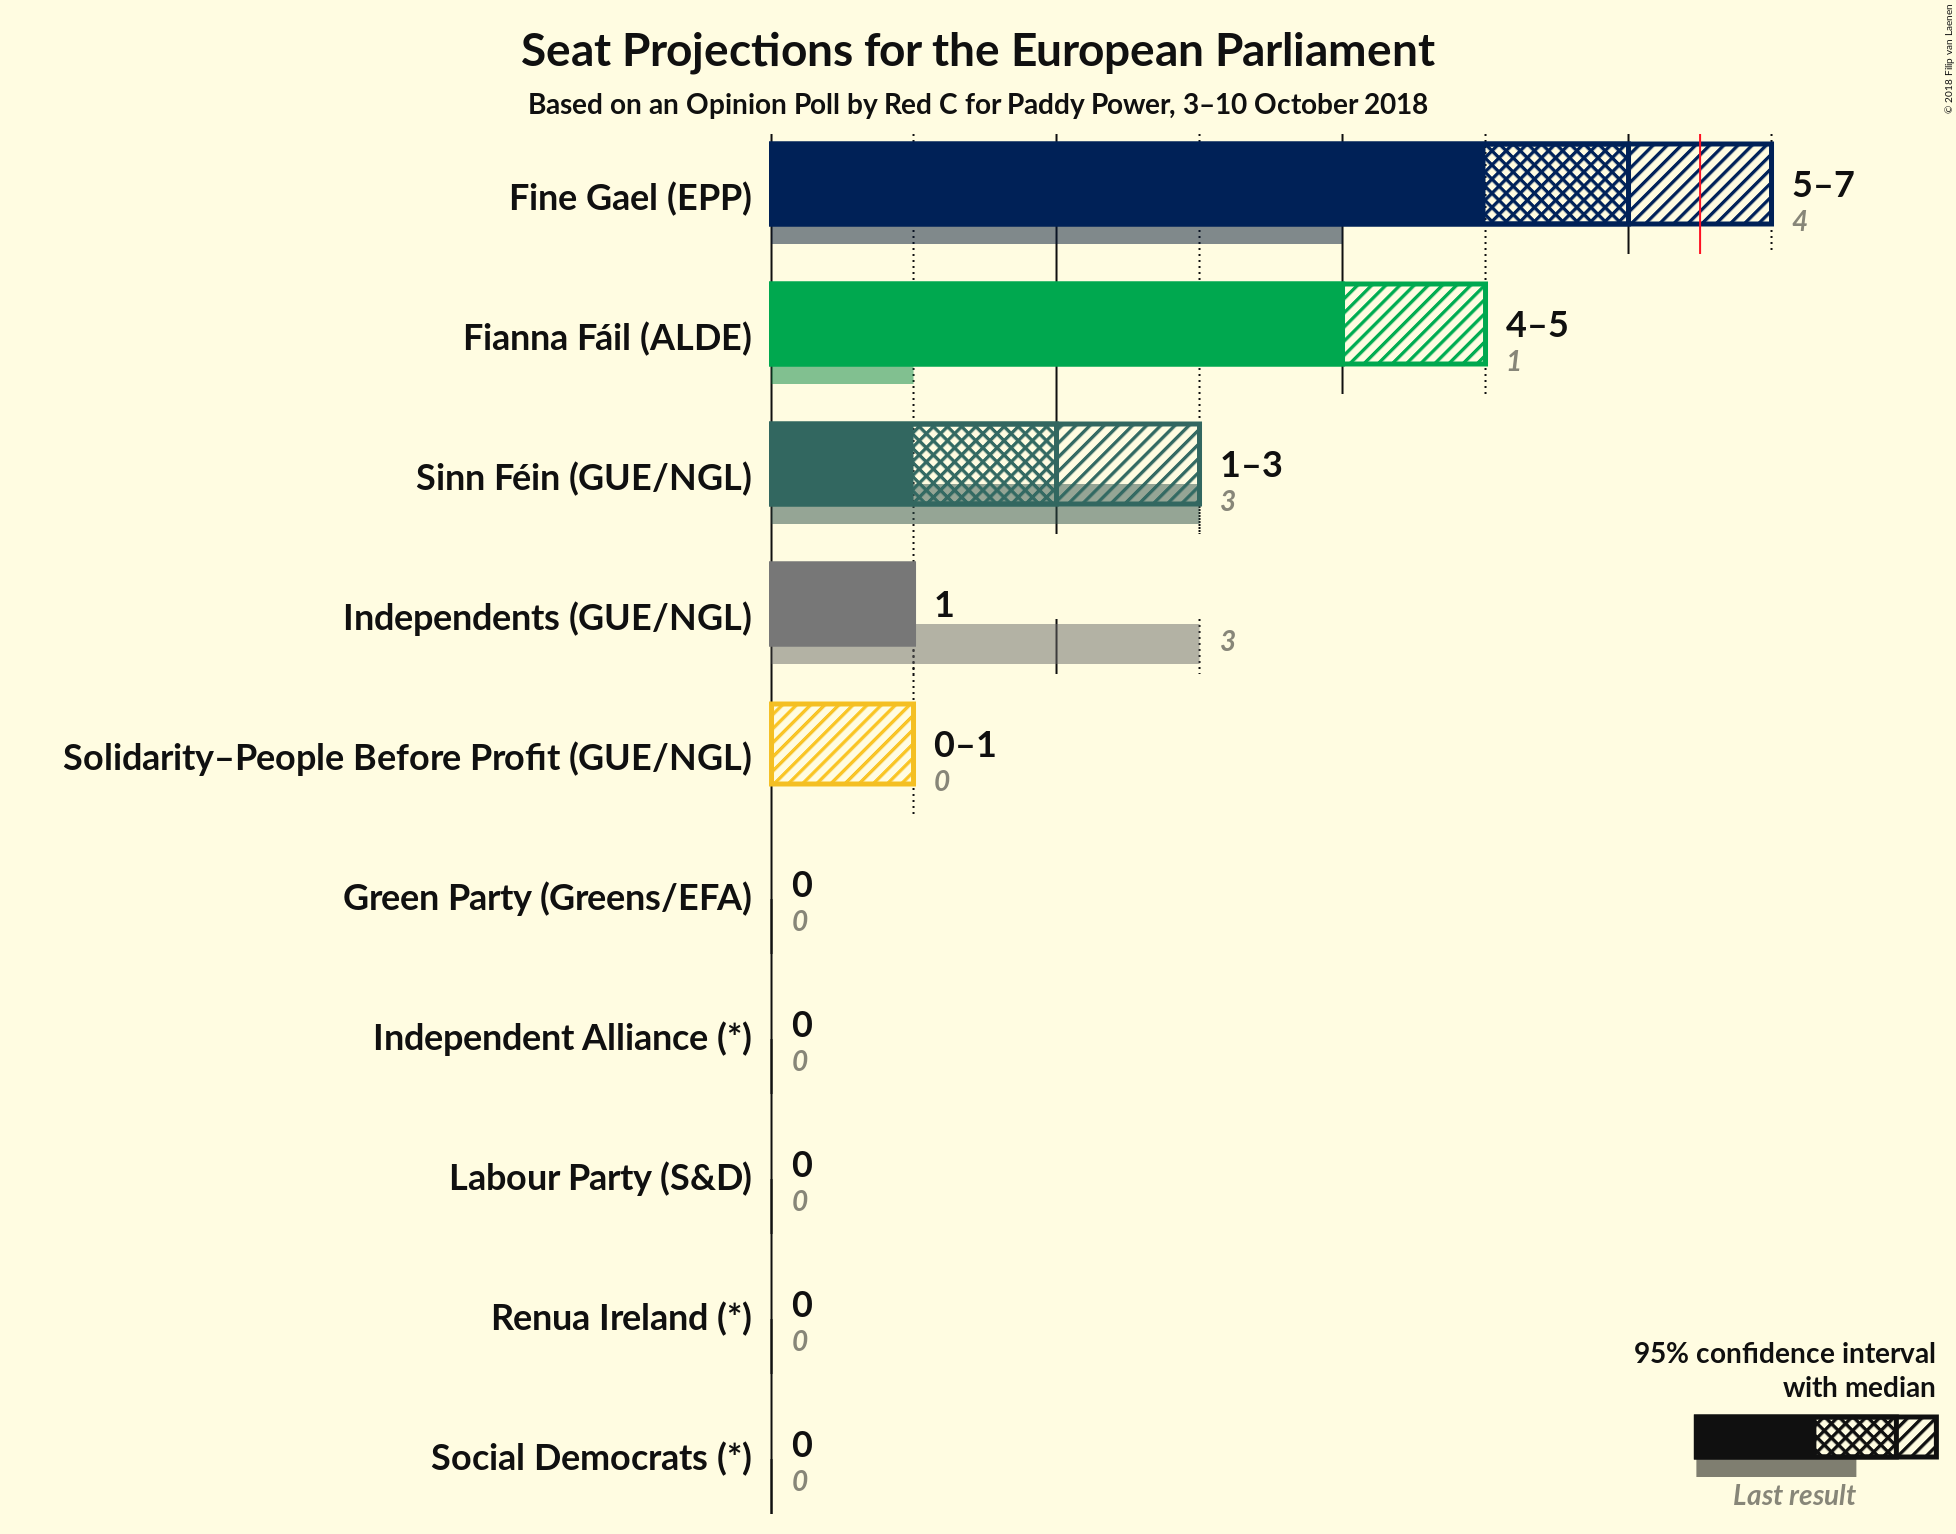 Seat Projections for the European Parliament
Based on an Opinion Poll by Red C for Paddy Power, 3–10 October 2018
© 2018 Filip van Laenen
Fine Gael (EPP)
5–7
4
Fianna Fáil (ALDE)
4–5
1
Sinn Féin (GUE/NGL)
1–3
3
Independents (GUE/NGL)
1
3
Solidarity–People Before Profit (GUE/NGL)
0–1
0
Green Party (Greens/EFA)
0
0
Independent Alliance (*)
0
0
Labour Party (S&D)
0
0
Renua Ireland (*)
0
0
Social Democrats (*)
0
0
95% confidence interval
with median
Last result